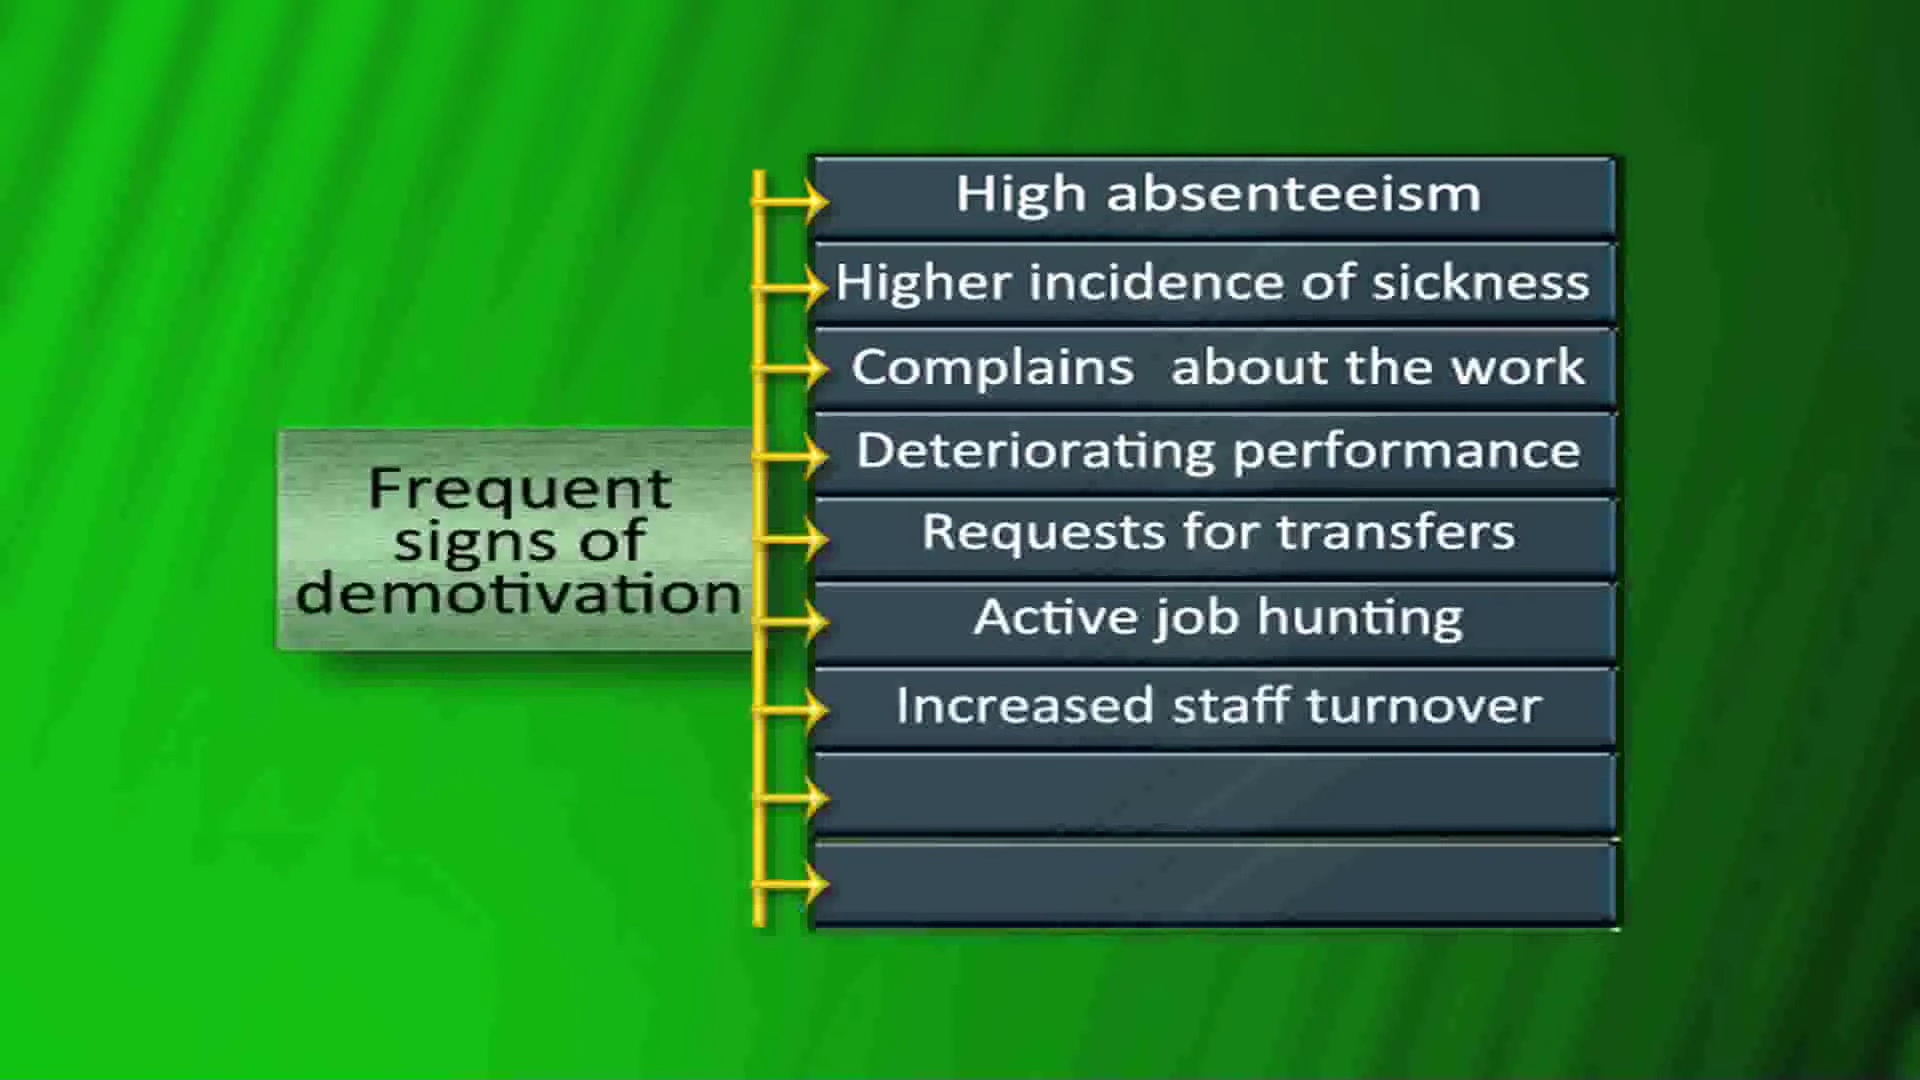 Frequent
signs of
demotivation
High absenteeism
Higher incidence of sickness
Complains about the work
Deteriorating performance
Requests for transfers
Active job hunting
Increased staff turnover